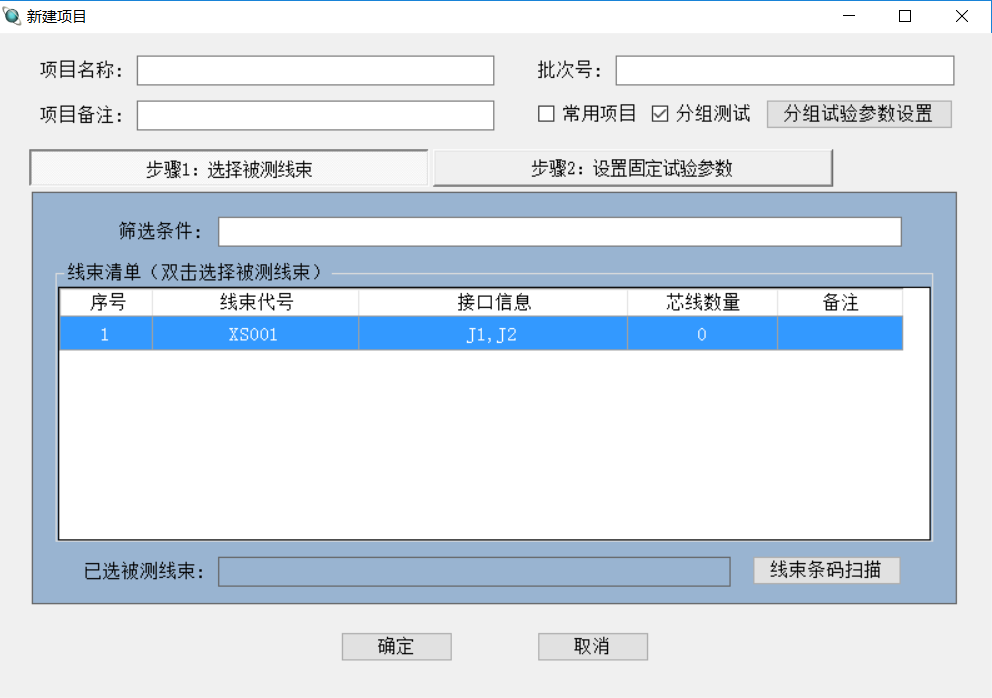 新建项目
项目名称： 批次号：
项目备注： 常用项目 分组测试 分组试验参数设置
步骤1：选择被测线束 步骤2：设置固定试验参数
筛选条件：
线束清单（双击选择被测线束）
序号 线束代号 接口信息 芯线数量 备注
1 XS001 J1,J2 0
已选被测线束： 线束条码扫描
确定 取消